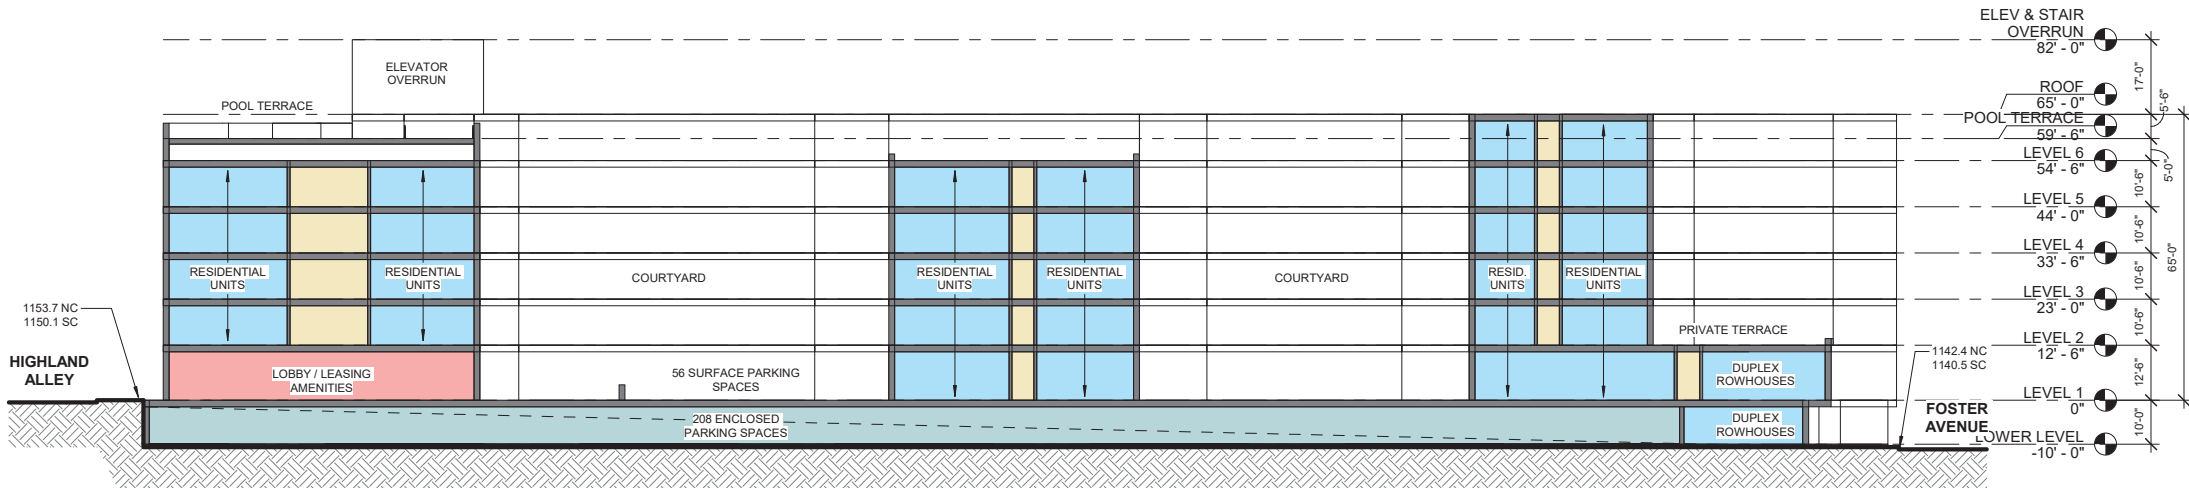 ELEV & STAIR
OVERRUN
82' - 0"
ELEVATOR
OVERRUN
17'-0"
ROOF
65' - 0"
5'-6"
POOL TERRACE
POOL TERRACE
59' - 6"
LEVEL 6
54' - 6"
5'-0"
10'-6"
LEVEL 5
44' - 0"
10'-6"
LEVEL 4
33' - 6"
RESIDENTIAL
UNITS
RESIDENTIAL
UNITS
COURTYARD
RESIDENTIAL
UNITS
RESIDENTIAL
UNITS
COURTYARD
RESID.
UNITS
RESIDENTIAL
UNITS
10'-6"
65'-0"
LEVEL 3
23' - 0"
1153.7 NC
1150.1 SC
PRIVATE TERRACE
10'-6"
LEVEL 2
12' - 6"
1142.4 NC
1140.5 SC
HIGHLAND
ALLEY
LOBBY / LEASING
AMENITIES
56 SURFACE PARKING
SPACES
DUPLEX
ROWHOUSES
12'-6"
LEVEL 1
0"
208 ENCLOSED
PARKING SPACES
DUPLEX
ROWHOUSES
FOSTER
AVENUE
10'-0"
LOWER LEVEL
-10' - 0"